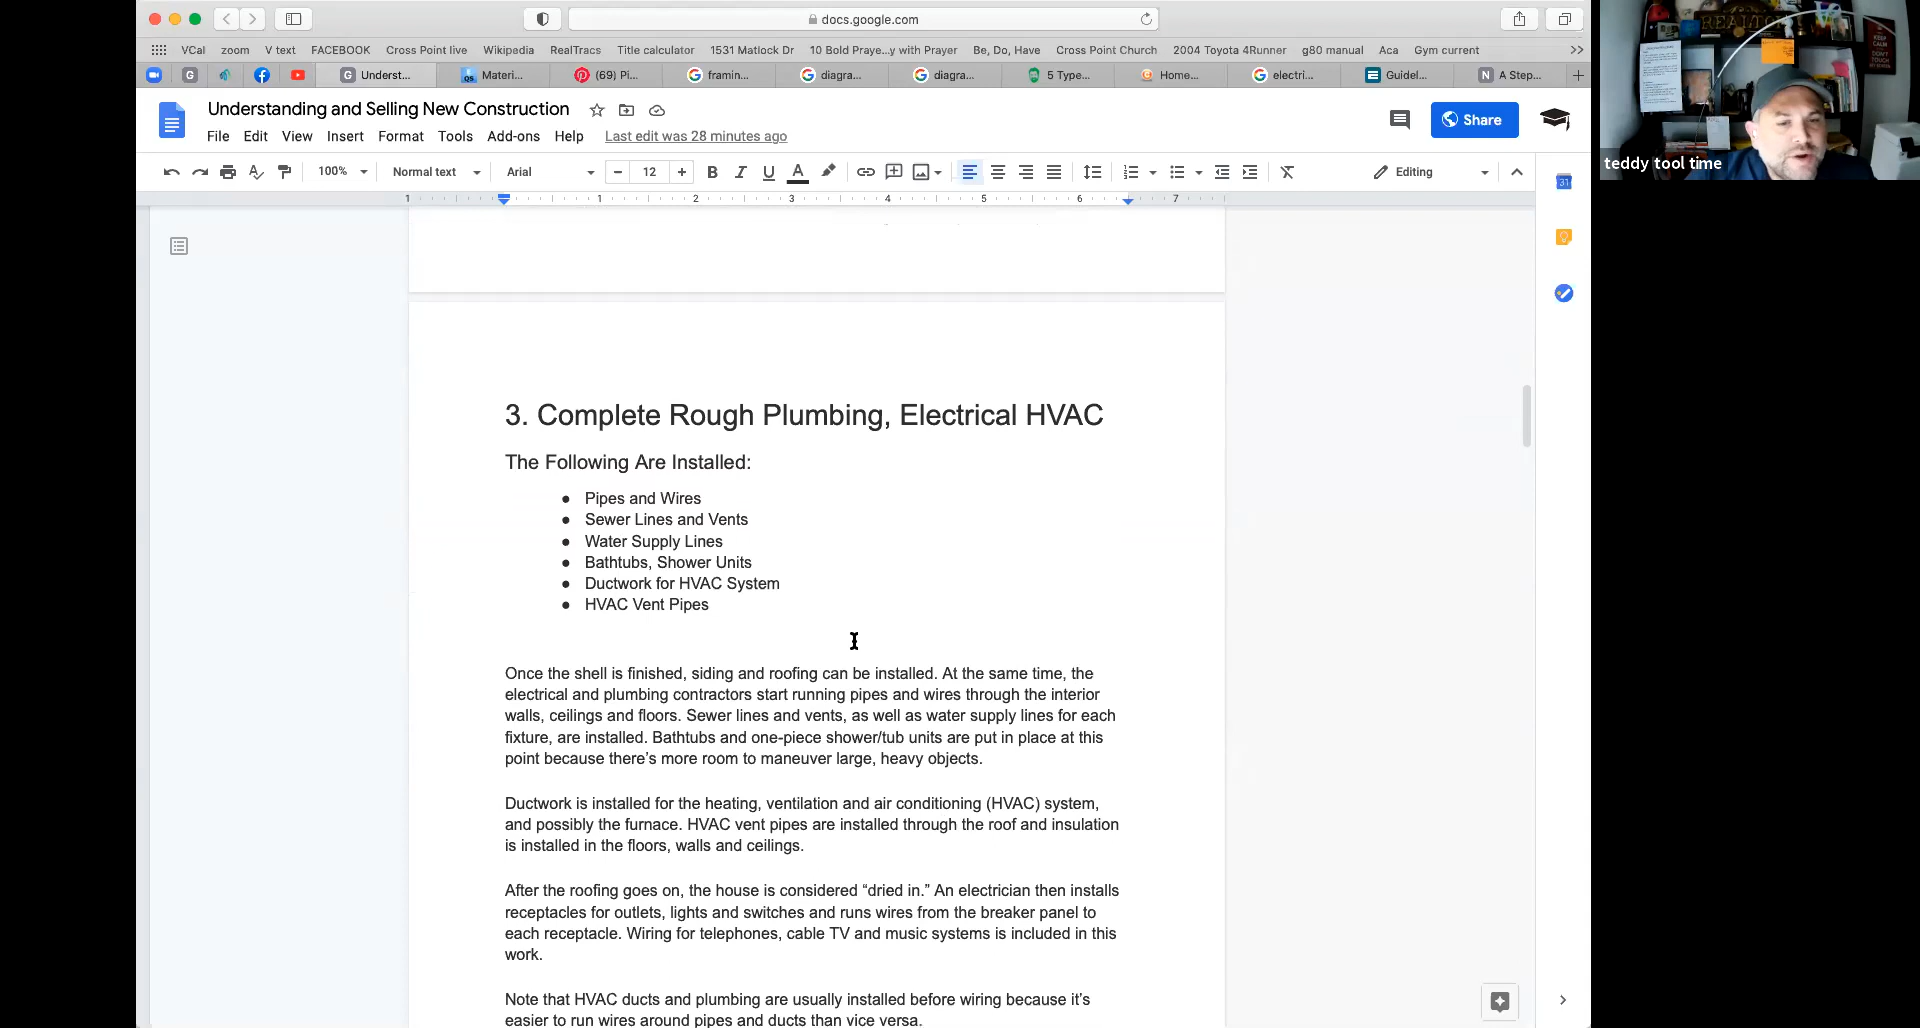 docs.google.com
VCal zoom V text FACEBOOK Cross Point live Wikipedia RealTracs Title calculator 1531 Matlock Dr 10 Bold Praye...y with Prayer Be, Do, Have Cross Point Church 2004 Toyota 4Runner g80 manual Aca Gym current
Underst... Materi... (69) Pi... framin... diagra... diagra... 5 Type... Home... electri... Guidel... A Step...
Understanding and Selling New Construction
File Edit View Insert Format Tools Add-ons Help Last edit was 28 minutes ago
Share
100% Normal text Arial 12 Editing
1 1 2 3 4 5 6 7
3. Complete Rough Plumbing, Electrical HVAC
The Following Are Installed:
● Pipes and Wires
● Sewer Lines and Vents
● Water Supply Lines
● Bathtubs, Shower Units
● Ductwork for HVAC System
● HVAC Vent Pipes
Once the shell is finished, siding and roofing can be installed. At the same time, the
electrical and plumbing contractors start running pipes and wires through the interior
walls, ceilings and floors. Sewer lines and vents, as well as water supply lines for each
fixture, are installed. Bathtubs and one-piece shower/tub units are put in place at this
point because there’s more room to maneuver large, heavy objects.
Ductwork is installed for the heating, ventilation and air conditioning (HVAC) system,
and possibly the furnace. HVAC vent pipes are installed through the roof and insulation
is installed in the floors, walls and ceilings.
After the roofing goes on, the house is considered “dried in.” An electrician then installs
receptacles for outlets, lights and switches and runs wires from the breaker panel to
each receptacle. Wiring for telephones, cable TV and music systems is included in this
work.
Note that HVAC ducts and plumbing are usually installed before wiring because it’s
easier to run wires around pipes and ducts than vice versa.
REALTOR
KEEP
CALM
DON'T
TOUCH
teddy tool time